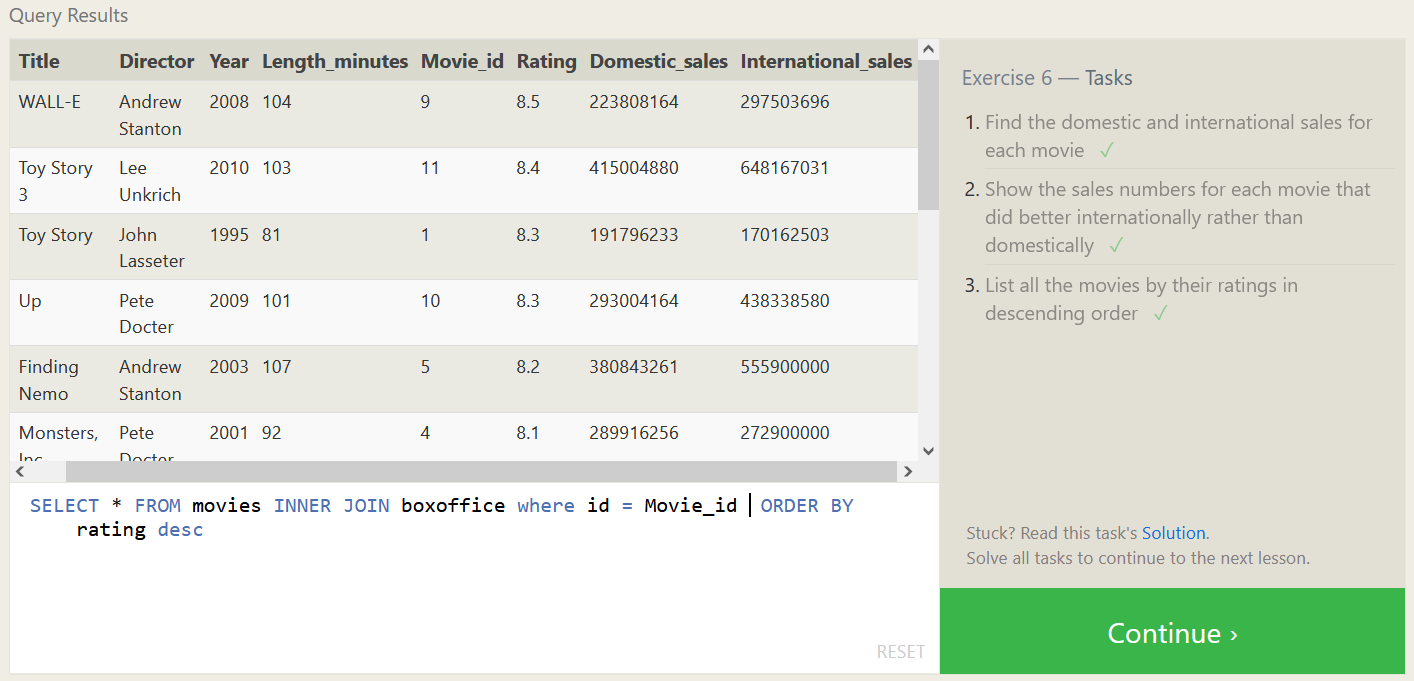 Query Results
Title Director Year Length_minutes Movie_id Rating Domestic_sales International_sales
WALL-E Andrew Stanton 2008 104 9 8.5 223808164 297503696
Toy Story 3 Lee Unkrich 2010 103 11 8.4 415004880 648167031
Toy Story John Lasseter 1995 81 1 8.3 191796233 170162503
Up Pete Docter 2009 101 10 8.3 293004164 438338580
Finding Nemo Andrew Stanton 2003 107 5 8.2 380843261 555900000
Monsters, Inc. Pete Docter 2001 92 4 8.1 289916256 272900000
SELECT * FROM movies INNER JOIN boxoffice where id = Movie_id ORDER BY
rating desc
RESET
Exercise 6 — Tasks
1. Find the domestic and international sales for
each movie ✓
2. Show the sales numbers for each movie that
did better internationally rather than
domestically ✓
3. List all the movies by their ratings in
descending order ✓
Stuck? Read this task's Solution.
Solve all tasks to continue to the next lesson.
Continue ›